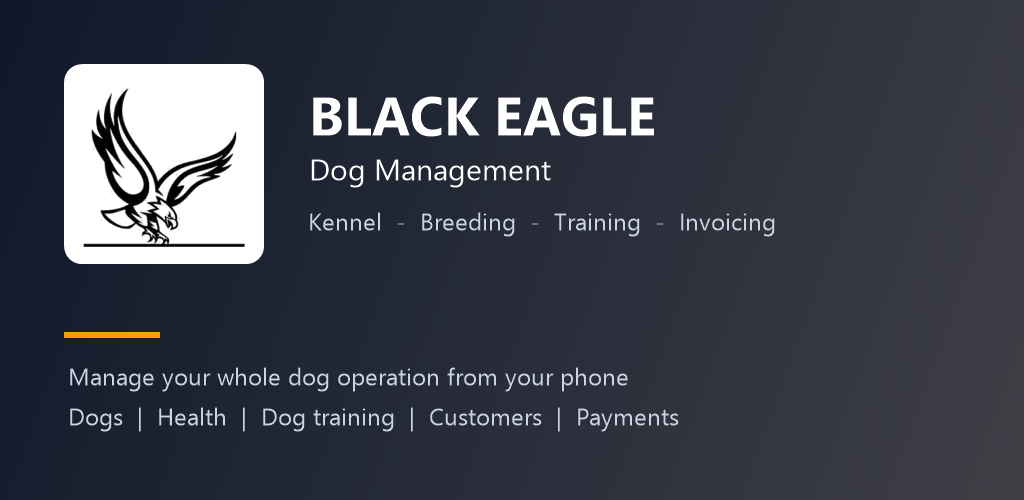 BLACK EAGLE
Dog Management
Kennel - Breeding - Training - Invoicing
Manage your whole dog operation from your phone
Dogs | Health | Dog training | Customers | Payments